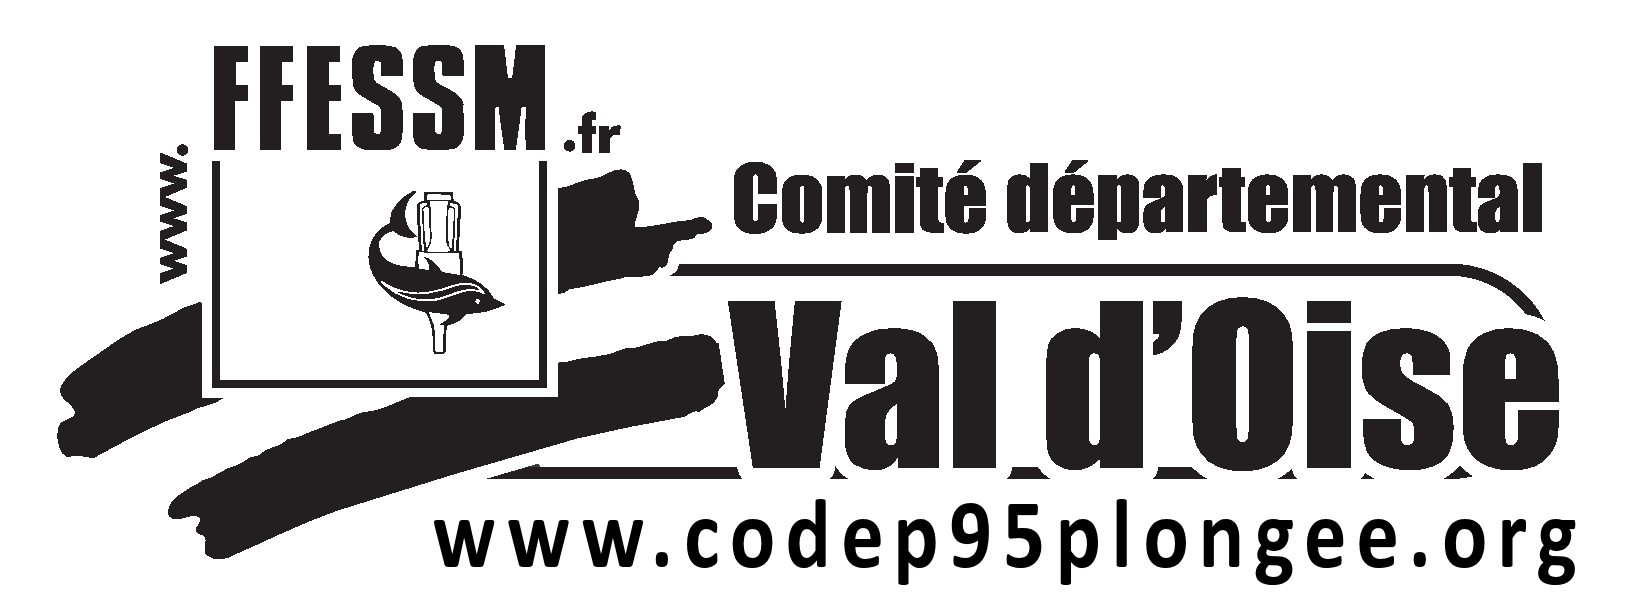 www.
FFESSM
.fr
Comité départemental
Val d’Oise
www.codep95plongee.org